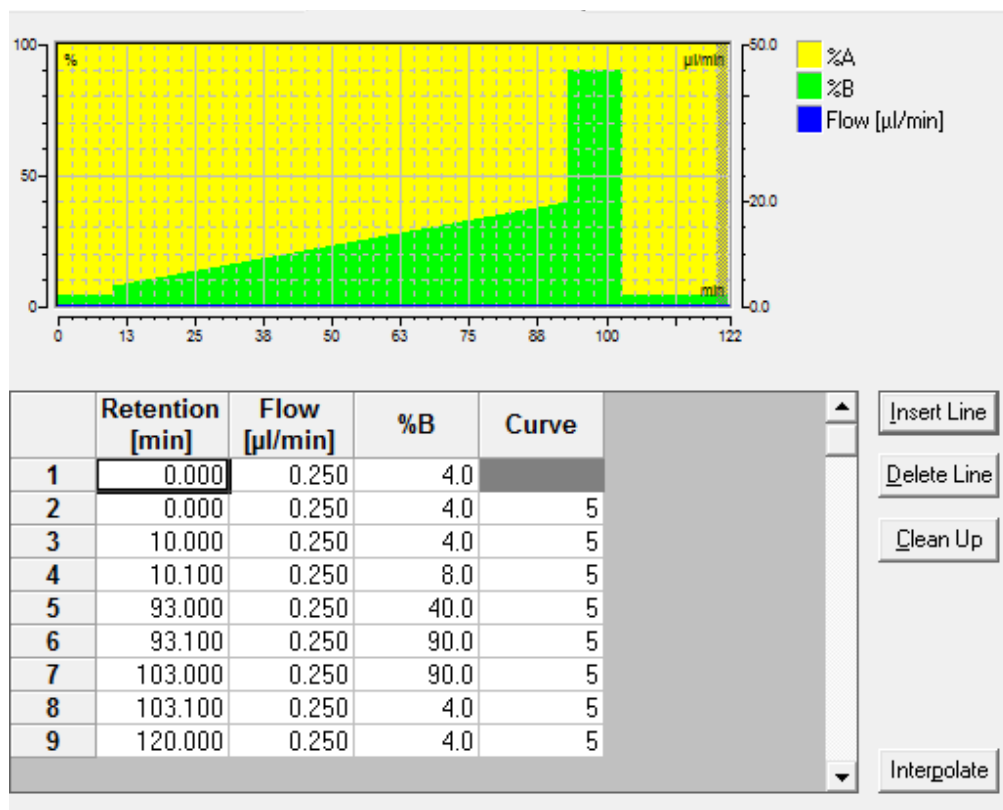 100
%
µl/min
50.0
%A
%B
Flow [µl/min]
50
20.0
min
0
0.0
0 13 25 38 50 63 75 88 100 122
Retention [min] Flow [µl/min] %B Curve
1 0.000 0.250 4.0
2 0.000 0.250 4.0 5
3 10.000 0.250 4.0 5
4 10.100 0.250 8.0 5
5 93.000 0.250 40.0 5
6 93.100 0.250 90.0 5
7 103.000 0.250 90.0 5
8 103.100 0.250 4.0 5
9 120.000 0.250 4.0 5
Insert Line
Delete Line
Clean Up
Interpolate